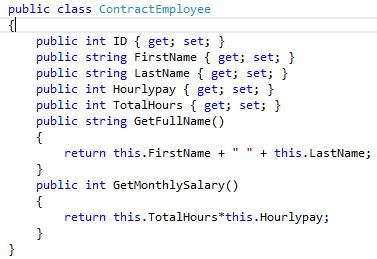 public class ContractEmployee
{
public int ID { get; set; }
public string FirstName { get; set; }
public string LastName { get; set; }
public int Hourlypay { get; set; }
public int TotalHours { get; set; }
public string GetFullName()
{
return this.FirstName + " " + this.LastName;
}
public int GetMonthlySalary()
{
return this.TotalHours*this.Hourlypay;
}
}